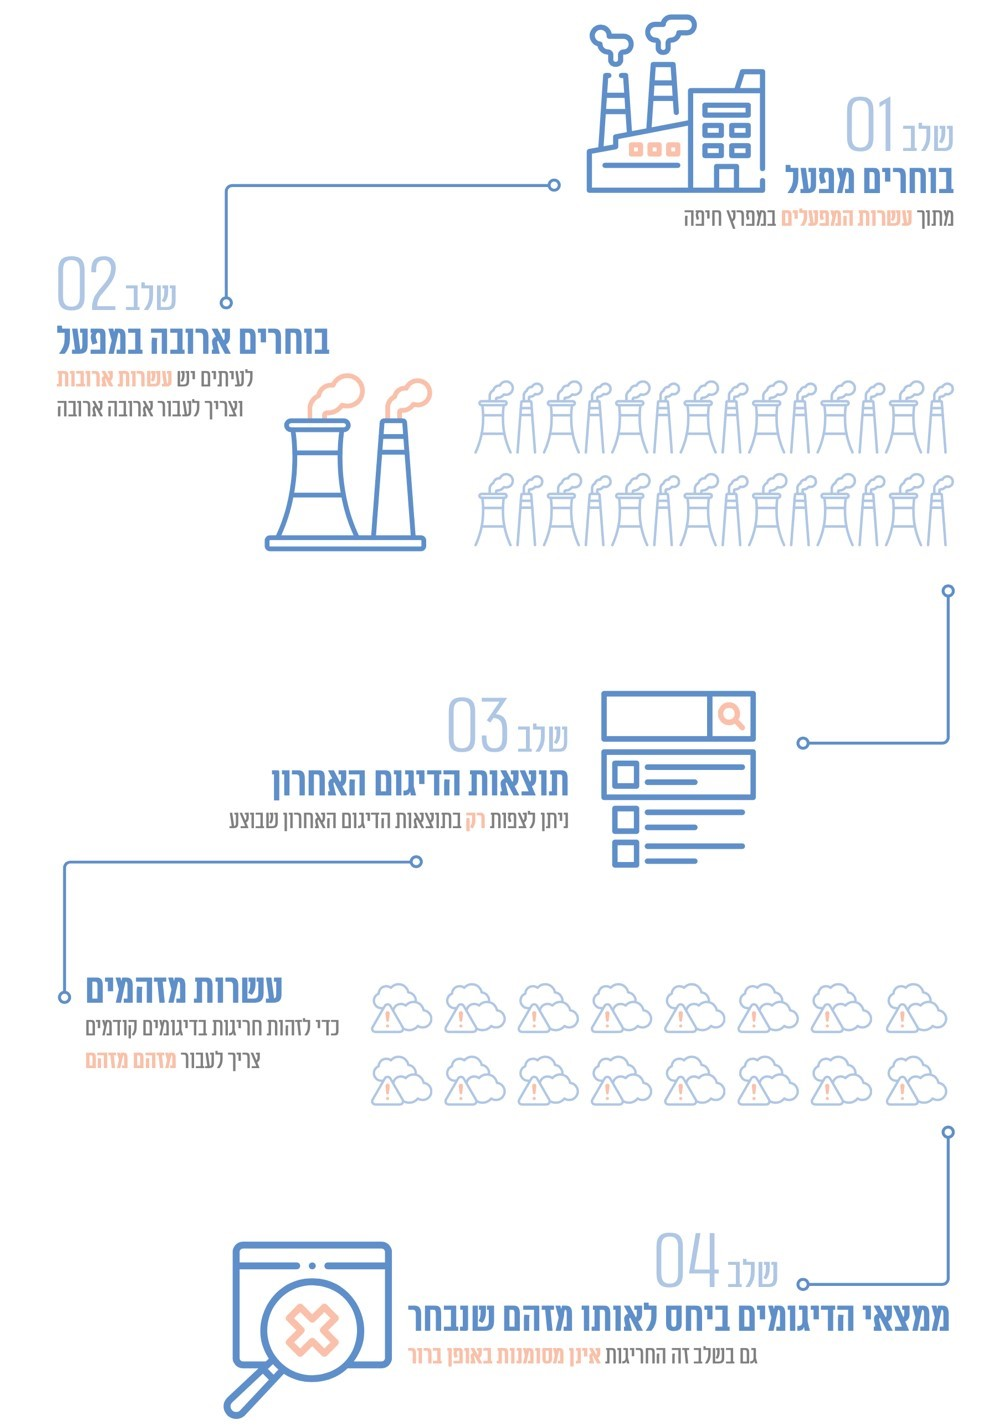 שלב 01
בוחרים מפעל
מתוך עשרות המפעלים במפרץ חיפה
שלב 02
בוחרים ארובה במפעל
לעיתים יש עשרות ארובות
וצריך לעבור ארובה ארובה
שלב 03
תוצאות הדיגום האחרון
ניתן לצפות רק בתוצאות הדיגום האחרון שבוצע
עשרות מזהמים
כדי לזהות חריגות בדיגומים קודמים
צריך לעבור מזהם מזהם
שלב 04
ממצאי הדיגומים ביחס לאותו מזהם שנבחר
גם בשלב זה החריגות אינן מסומנות באופן ברור